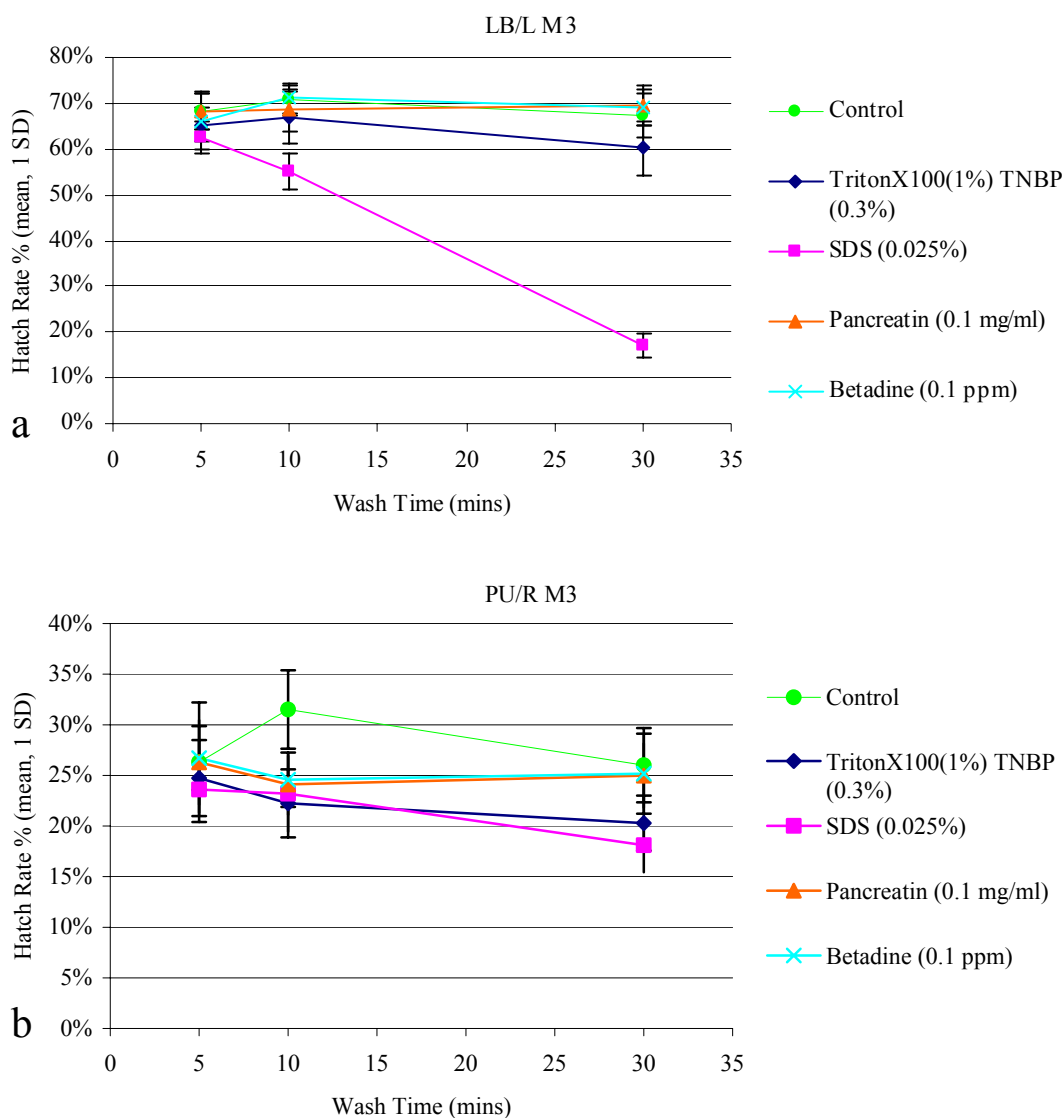 LB/L M3
80%
70%
60%
50%
40%
30%
20%
10%
0%
Hatch Rate % (mean, 1 SD)
0 5 10 15 20 25 30 35
Wash Time (mins)
Control
TritonX100(1%) TNBP
(0.3%)
SDS (0.025%)
Pancreatin (0.1 mg/ml)
Betadine (0.1 ppm)
a
PU/R M3
40%
35%
30%
25%
20%
15%
10%
5%
0%
Hatch Rate % (mean, 1 SD)
0 5 10 15 20 25 30 35
Wash Time (mins)
Control
TritonX100(1%) TNBP
(0.3%)
SDS (0.025%)
Pancreatin (0.1 mg/ml)
Betadine (0.1 ppm)
b